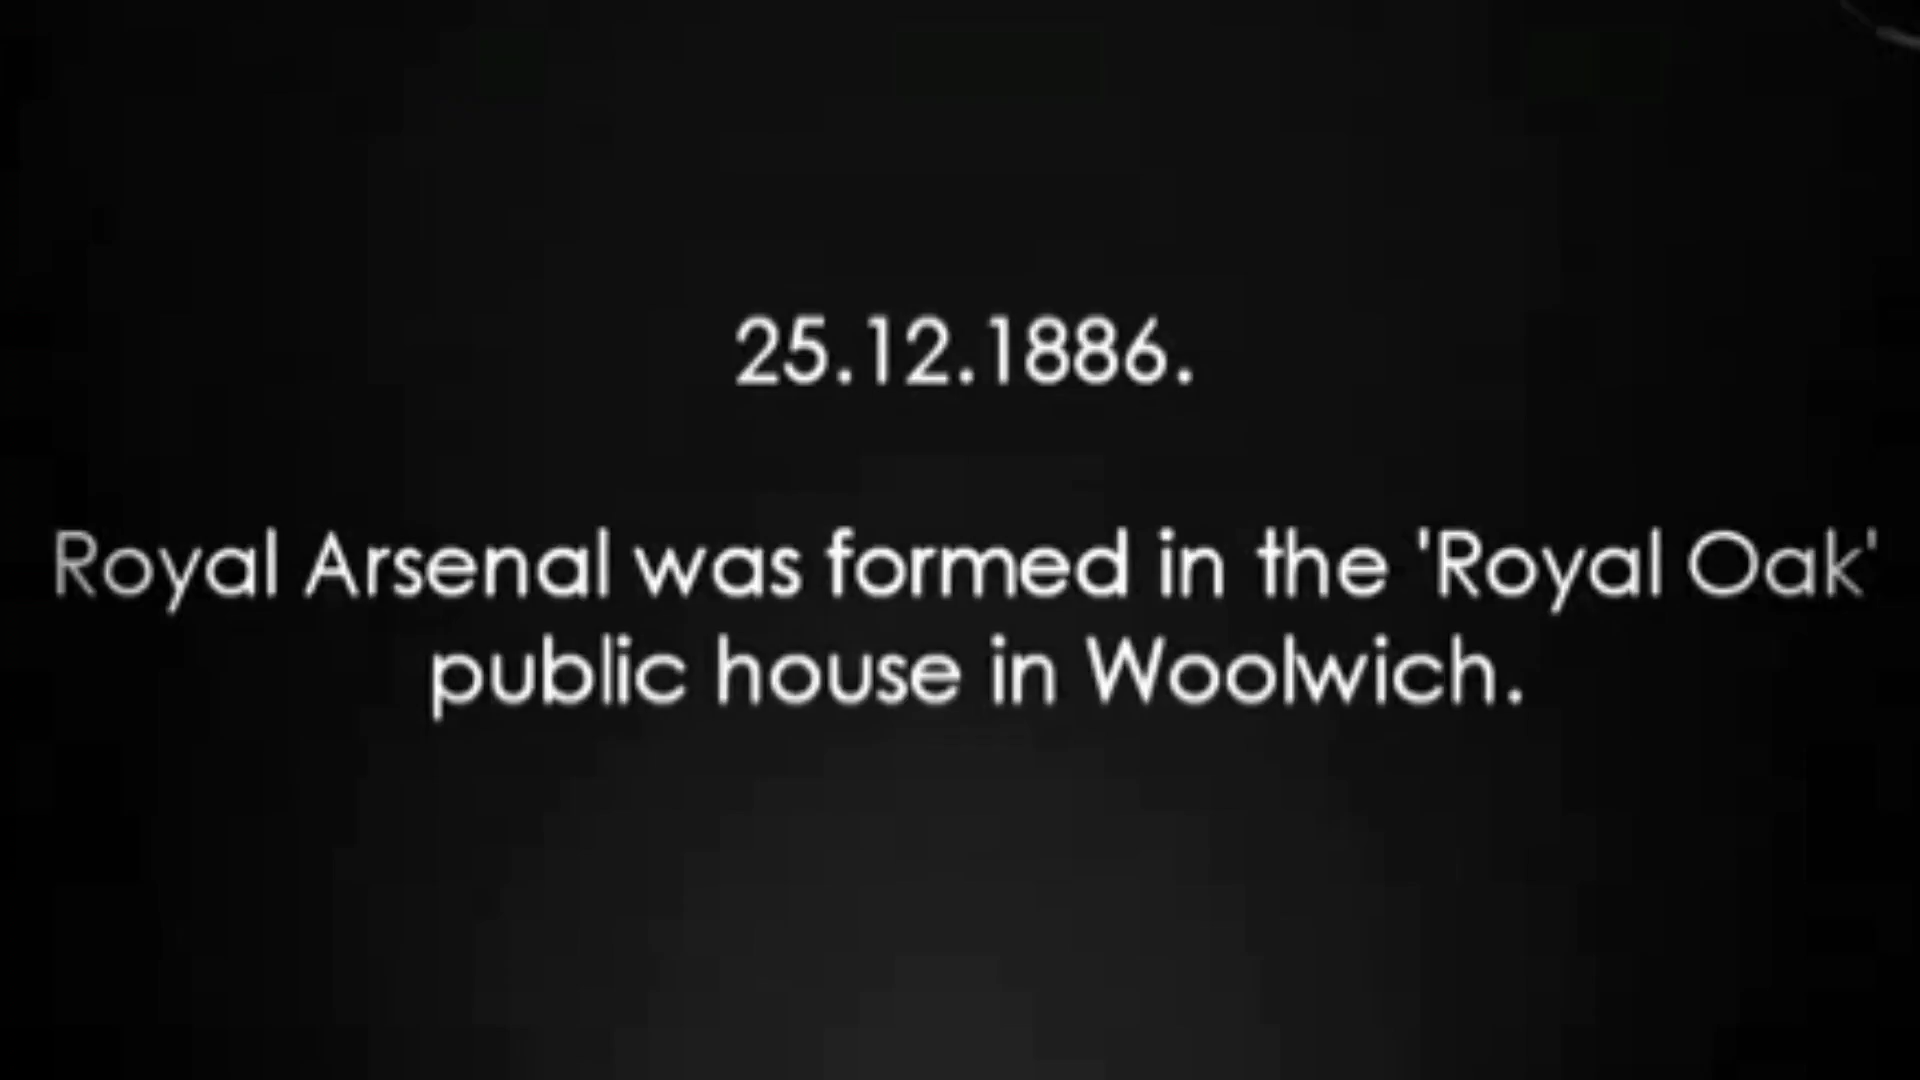 25.12.1886.
Royal Arsenal was formed in the 'Royal Oak'
public house in Woolwich.